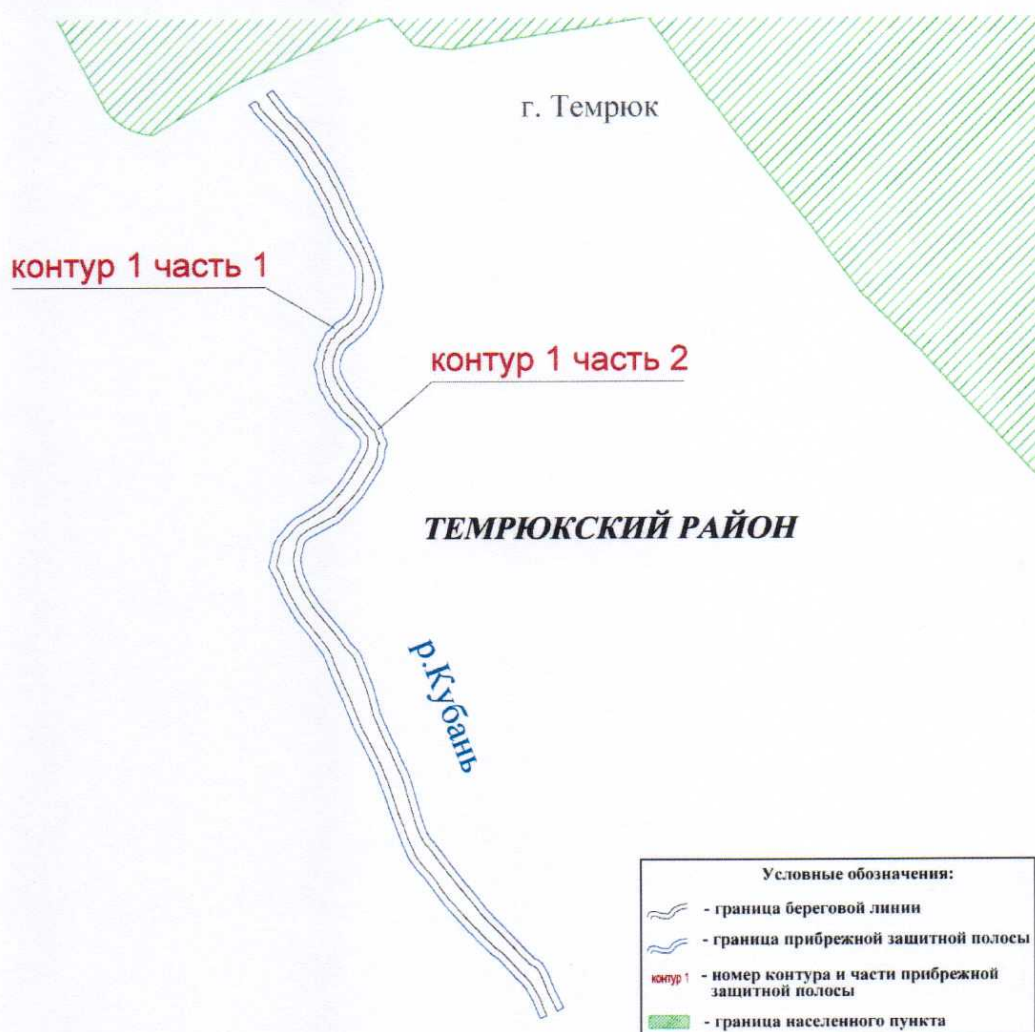 г. Темрюк
контур 1 часть 1
контур 1 часть 2
ТЕМРЮКСКИЙ РАЙОН
р.Кубань
Условные обозначения:
- граница береговой линии
- граница прибрежной защитной полосы
контур 1 - номер контура и части прибрежной
защитной полосы
- граница населенного пункта